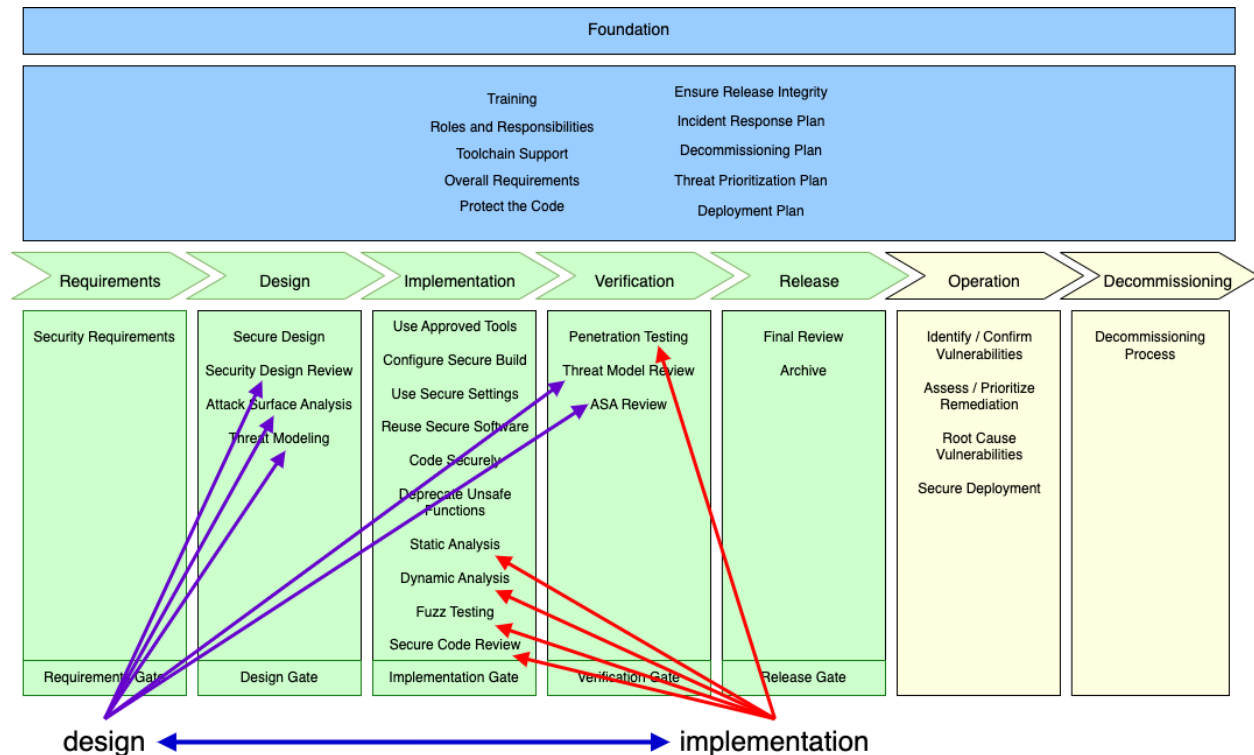 Foundation
Training
Roles and Responsibilities
Toolchain Support
Overall Requirements
Protect the Code
Ensure Release Integrity
Incident Response Plan
Decommissioning Plan
Threat Prioritization Plan
Deployment Plan
Requirements
Design
Implementation
Verification
Release
Operation
Decommissioning
Security Requirements
Requirements Gate
Secure Design
Security Design Review
Attack Surface Analysis
Threat Modeling
Design Gate
Use Approved Tools
Configure Secure Build
Use Secure Settings
Reuse Secure Software
Code Securely
Deprecate Unsafe
Functions
Static Analysis
Dynamic Analysis
Fuzz Testing
Secure Code Review
Implementation Gate
Penetration Testing
Threat Model Review
ASA Review
Verification Gate
Final Review
Archive
Release Gate
Identify / Confirm
Vulnerabilities
Assess / Prioritize
Remediation
Root Cause
Vulnerabilities
Secure Deployment
Decommissioning
Process
design
implementation